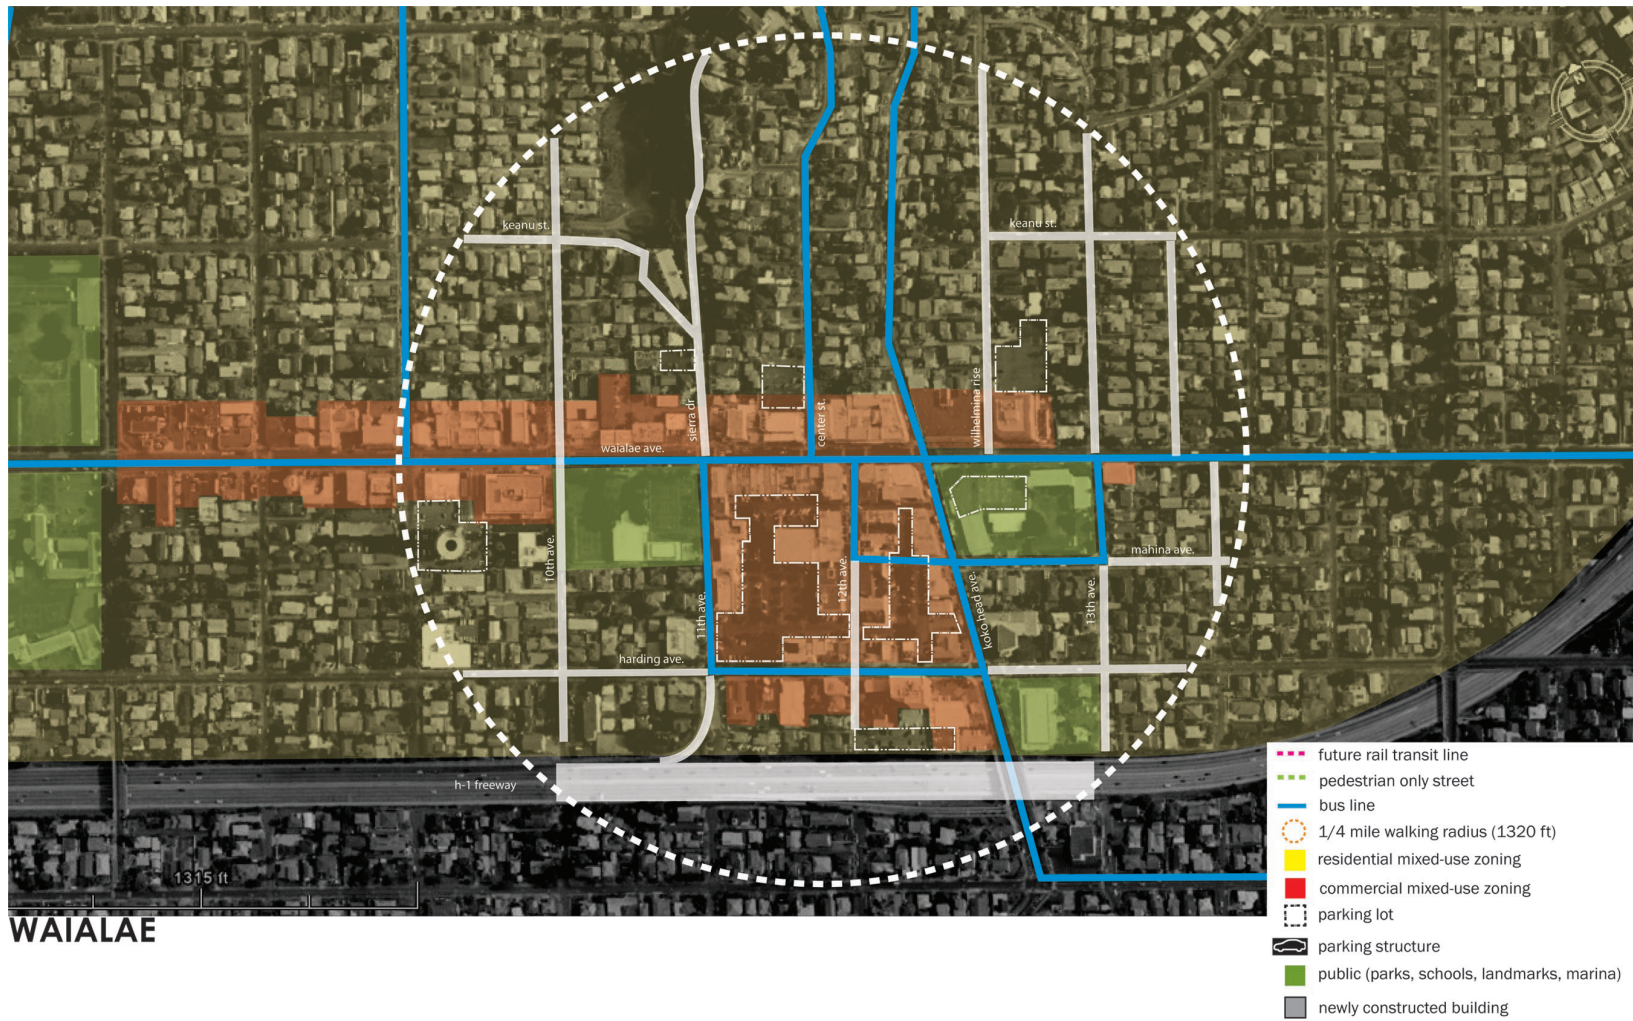 keanu st.
keanu st.
sierra dr
center st.
wilhelmina rise
waialae ave.
10th ave.
11th ave.
12th ave.
koko head ave.
13th ave.
mahina ave.
harding ave.
h-1 freeway
1315 ft
WAIALAE
future rail transit line
pedestrian only street
bus line
1/4 mile walking radius (1320 ft)
residential mixed-use zoning
commercial mixed-use zoning
parking lot
parking structure
public (parks, schools, landmarks, marina)
newly constructed building
N